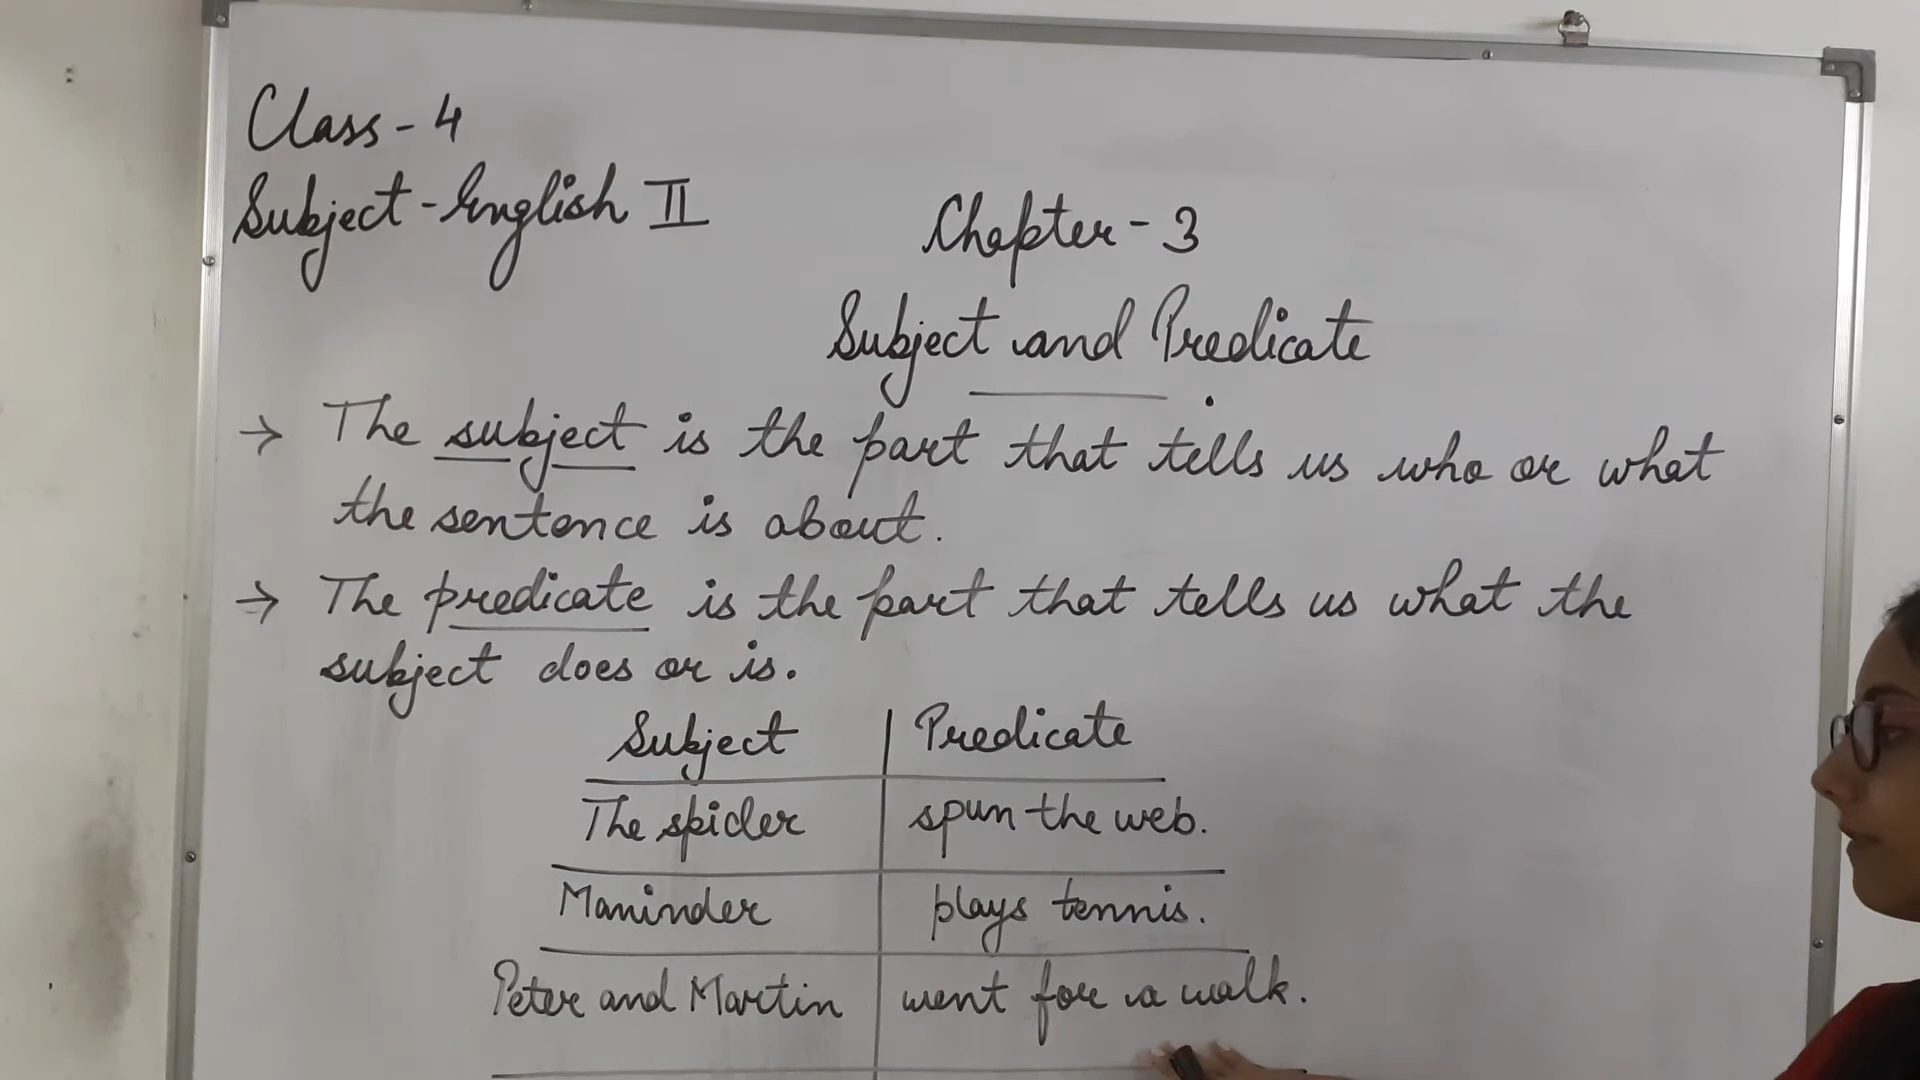 Class - 4
Subject - English II
Chapter - 3
Subject and Predicate
→ The subject is the part that tells us who or what
the sentence is about.
→ The predicate is the part that tells us what the
subject does or is.
Subject | Predicate
The spider | spun the web.
Maninder | plays tennis.
Peter and Martin | went for a walk.